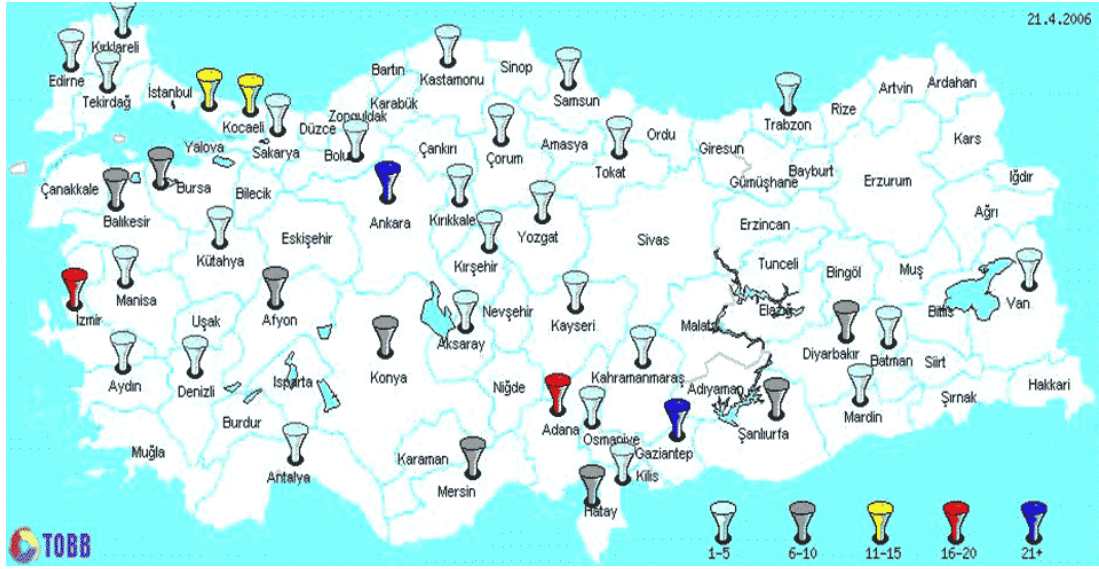 21.4.2006
Kırklareli
Edirne
Tekirdağ
İstanbul
Kocaeli
Sakarya
Yalova
Düzce
Bolu
Zonguldak
Bartın
Karabük
Kastamonu
Sinop
Samsun
Çankırı
Çorum
Amasya
Tokat
Ordu
Giresun
Trabzon
Rize
Artvin
Ardahan
Kars
Gümüşhane
Bayburt
Erzurum
Iğdır
Ağrı
Çanakkale
Balıkesir
Bursa
Bilecik
Eskişehir
Ankara
Kırıkkale
Kırşehir
Yozgat
Sivas
Erzincan
Tunceli
Bingöl
Muş
Bitlis
Van
Kütahya
Manisa
İzmir
Uşak
Afyon
Aksaray
Nevşehir
Kayseri
Malatya
Elazığ
Diyarbakır
Batman
Siirt
Hakkari
Şırnak
Mardin
Aydın
Denizli
Isparta
Burdur
Muğla
Antalya
Konya
Niğde
Karaman
Mersin
Adana
Osmaniye
Kahramanmaraş
Adıyaman
Gaziantep
Şanlıurfa
Kilis
Hatay
1-5
6-10
11-15
16-20
21+
TOBB